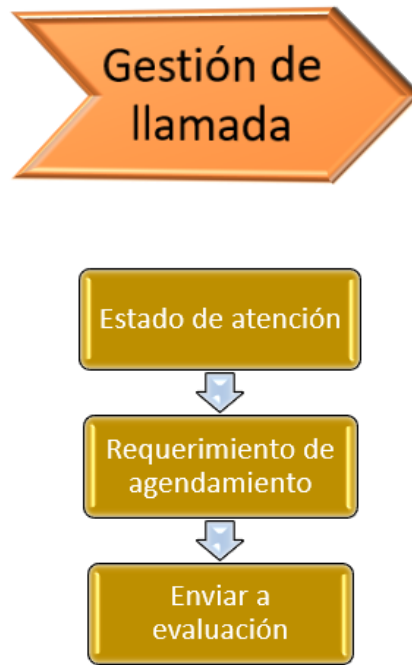 Gestión de
llamada
Estado de atención
Requerimiento de
agendamiento
Enviar a
evaluación